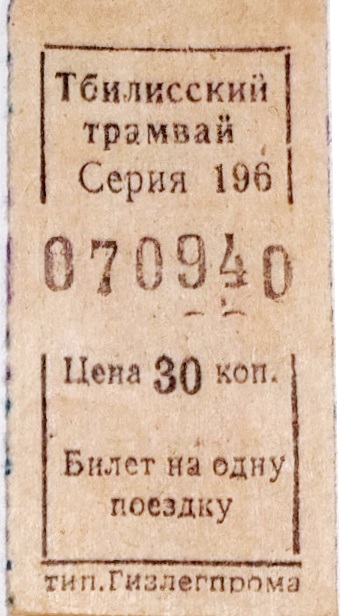 Тбилисский
трамвай
Серия 196
070940
Цена 30 коп.
Билет на одну
поездку
тип.Гизлегпрома